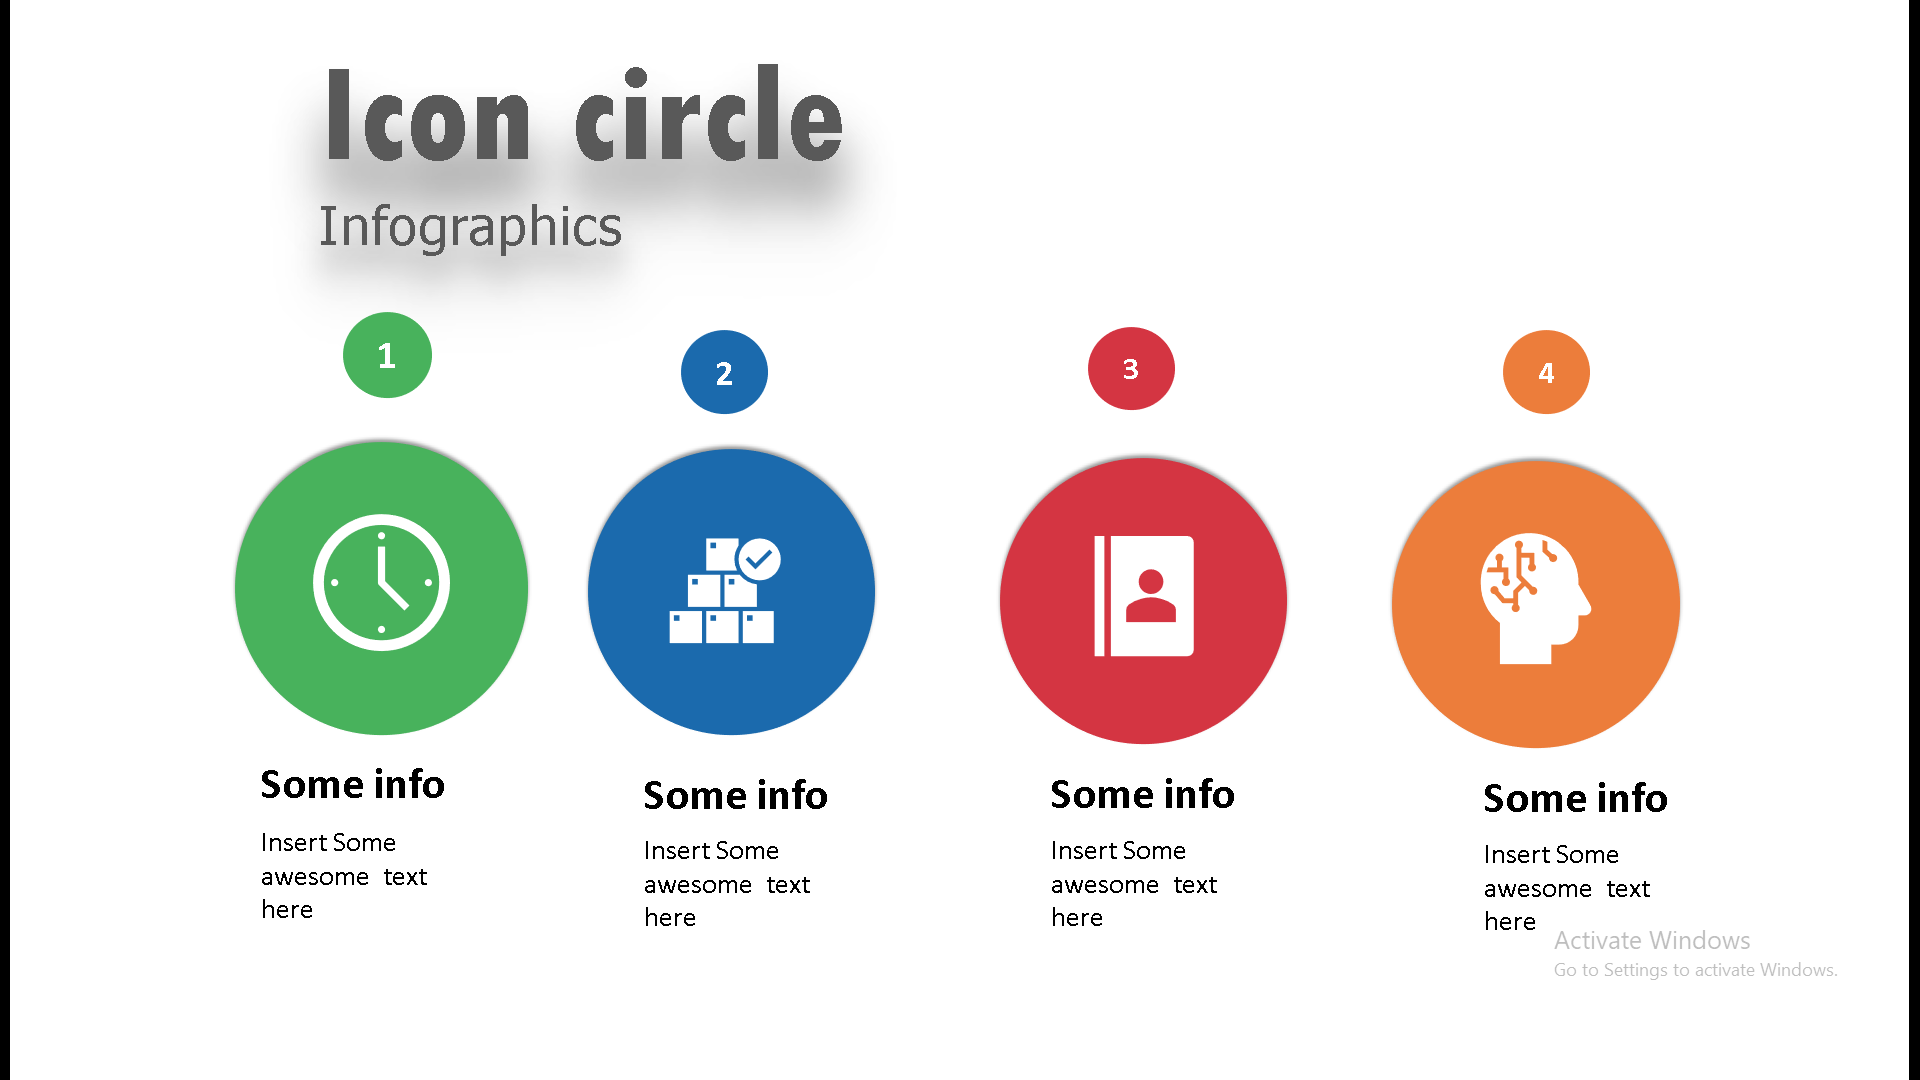 Icon circle
Infographics
1
2
3
4
Some info
Insert Some
awesome text
here
Some info
Insert Some
awesome text
here
Some info
Insert Some
awesome text
here
Some info
Insert Some
awesome text
here
Activate Windows
Go to Settings to activate Windows.